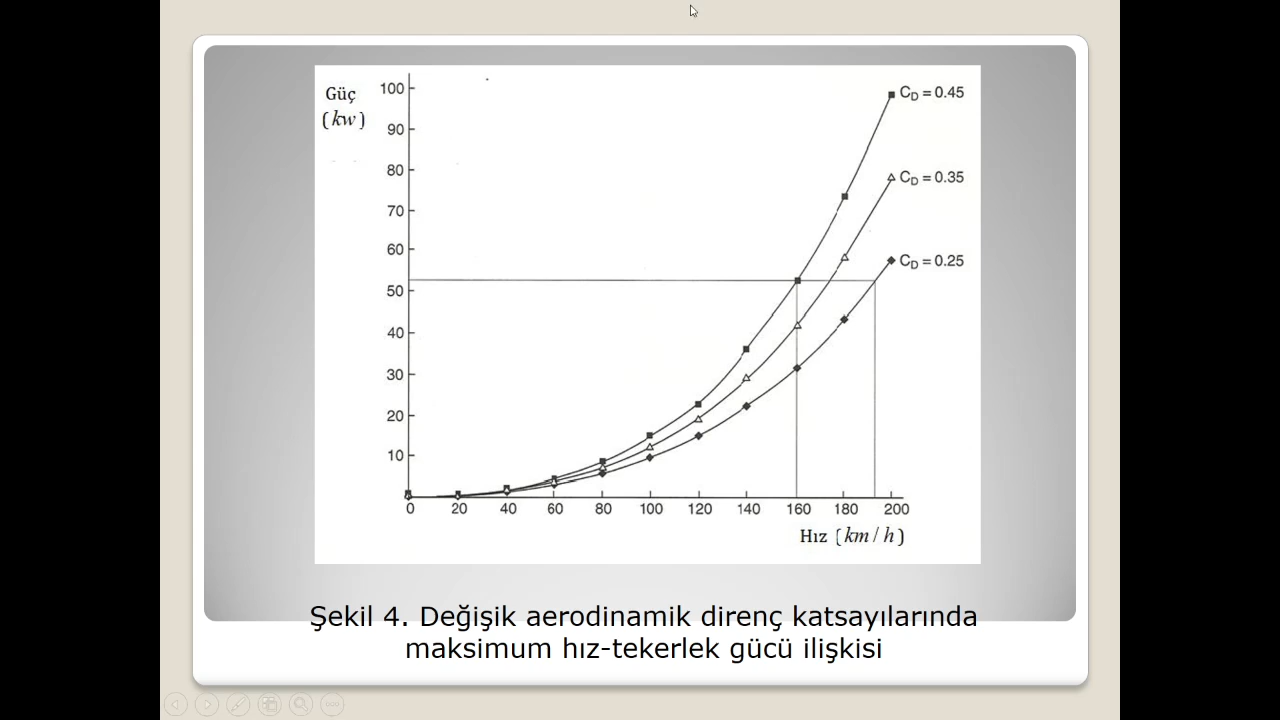 Güç
(kw)
100
90
80
70
60
50
40
30
20
10
C_D = 0.45
C_D = 0.35
C_D = 0.25
0 20 40 60 80 100 120 140 160 180 200
Hız (km / h)
Şekil 4. Değişik aerodinamik direnç katsayılarında
maksimum hız-tekerlek gücü ilişkisi